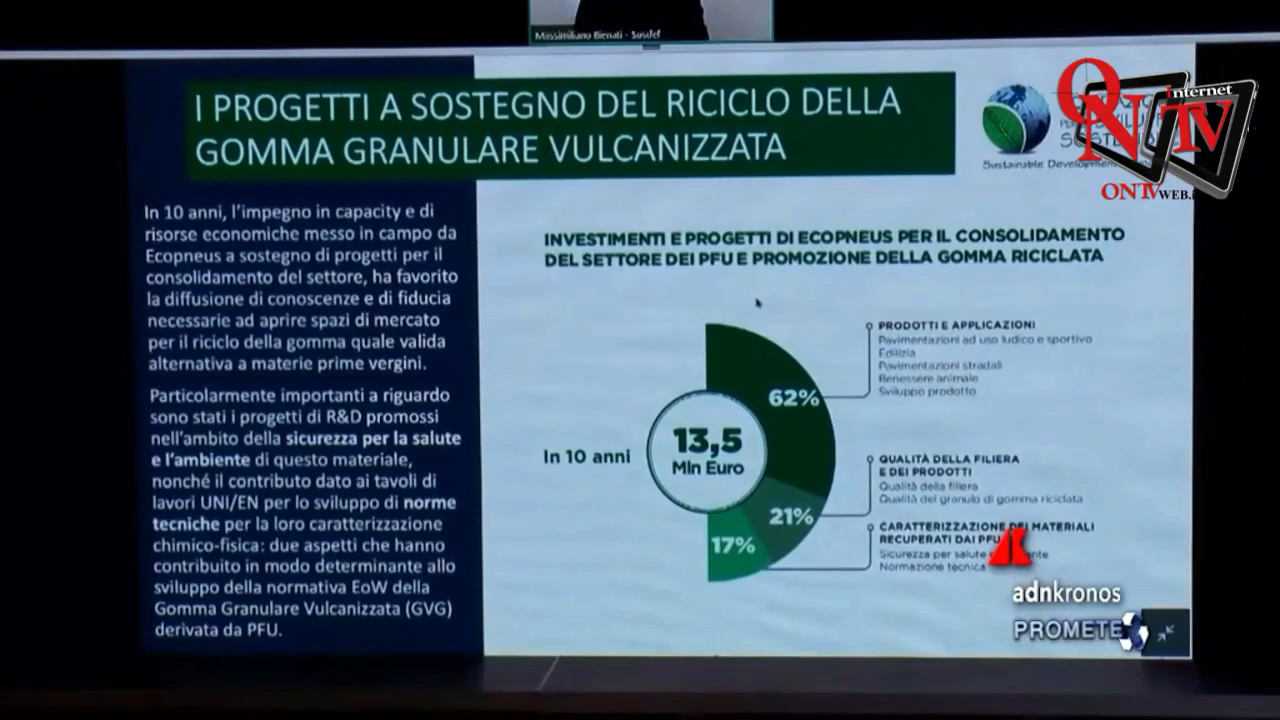 Massimiliano Bienati - Susdef
I PROGETTI A SOSTEGNO DEL RICICLO DELLA
GOMMA GRANULARE VULCANIZZATA
Sustainable Development
QN
Internet
TV
ONTVWEB.
In 10 anni, l'impegno in capacity e di
risorse economiche messo in campo da
Ecopneus a sostegno di progetti per il
consolidamento del settore, ha favorito
la diffusione di conoscenze e di fiducia
necessarie ad aprire spazi di mercato
per il riciclo della gomma quale valida
alternativa a materie prime vergini.
Particolarmente importanti a riguardo
sono stati i progetti di R&D promossi
nell'ambito della sicurezza per la salute
e l'ambiente di questo materiale,
nonché il contributo dato ai tavoli di
lavori UNI/EN per lo sviluppo di norme
tecniche per la loro caratterizzazione
chimico-fisica: due aspetti che hanno
contribuito in modo determinante allo
sviluppo della normativa EoW della
Gomma Granulare Vulcanizzata (GVG)
derivata da PFU.
INVESTIMENTI E PROGETTI DI ECOPNEUS PER IL CONSOLIDAMENTO
DEL SETTORE DEI PFU E PROMOZIONE DELLA GOMMA RICICLATA
In 10 anni
13,5
Mln Euro
62%
21%
17%
PRODOTTI E APPLICAZIONI
Pavimentazioni ad uso ludico e sportivo
Edilizia
Pavimentazioni stradali
Benessere animale
Sviluppo prodotto
QUALITÀ DELLA FILIERA
E DEI PRODOTTI
Qualità della filiera
Qualità del granulo di gomma riciclata
CARATTERIZZAZIONE DEI MATERIALI
RECUPERATI DAI PFU
Sicurezza per salute
Normazione tecnica
adnkronos
PROMETE